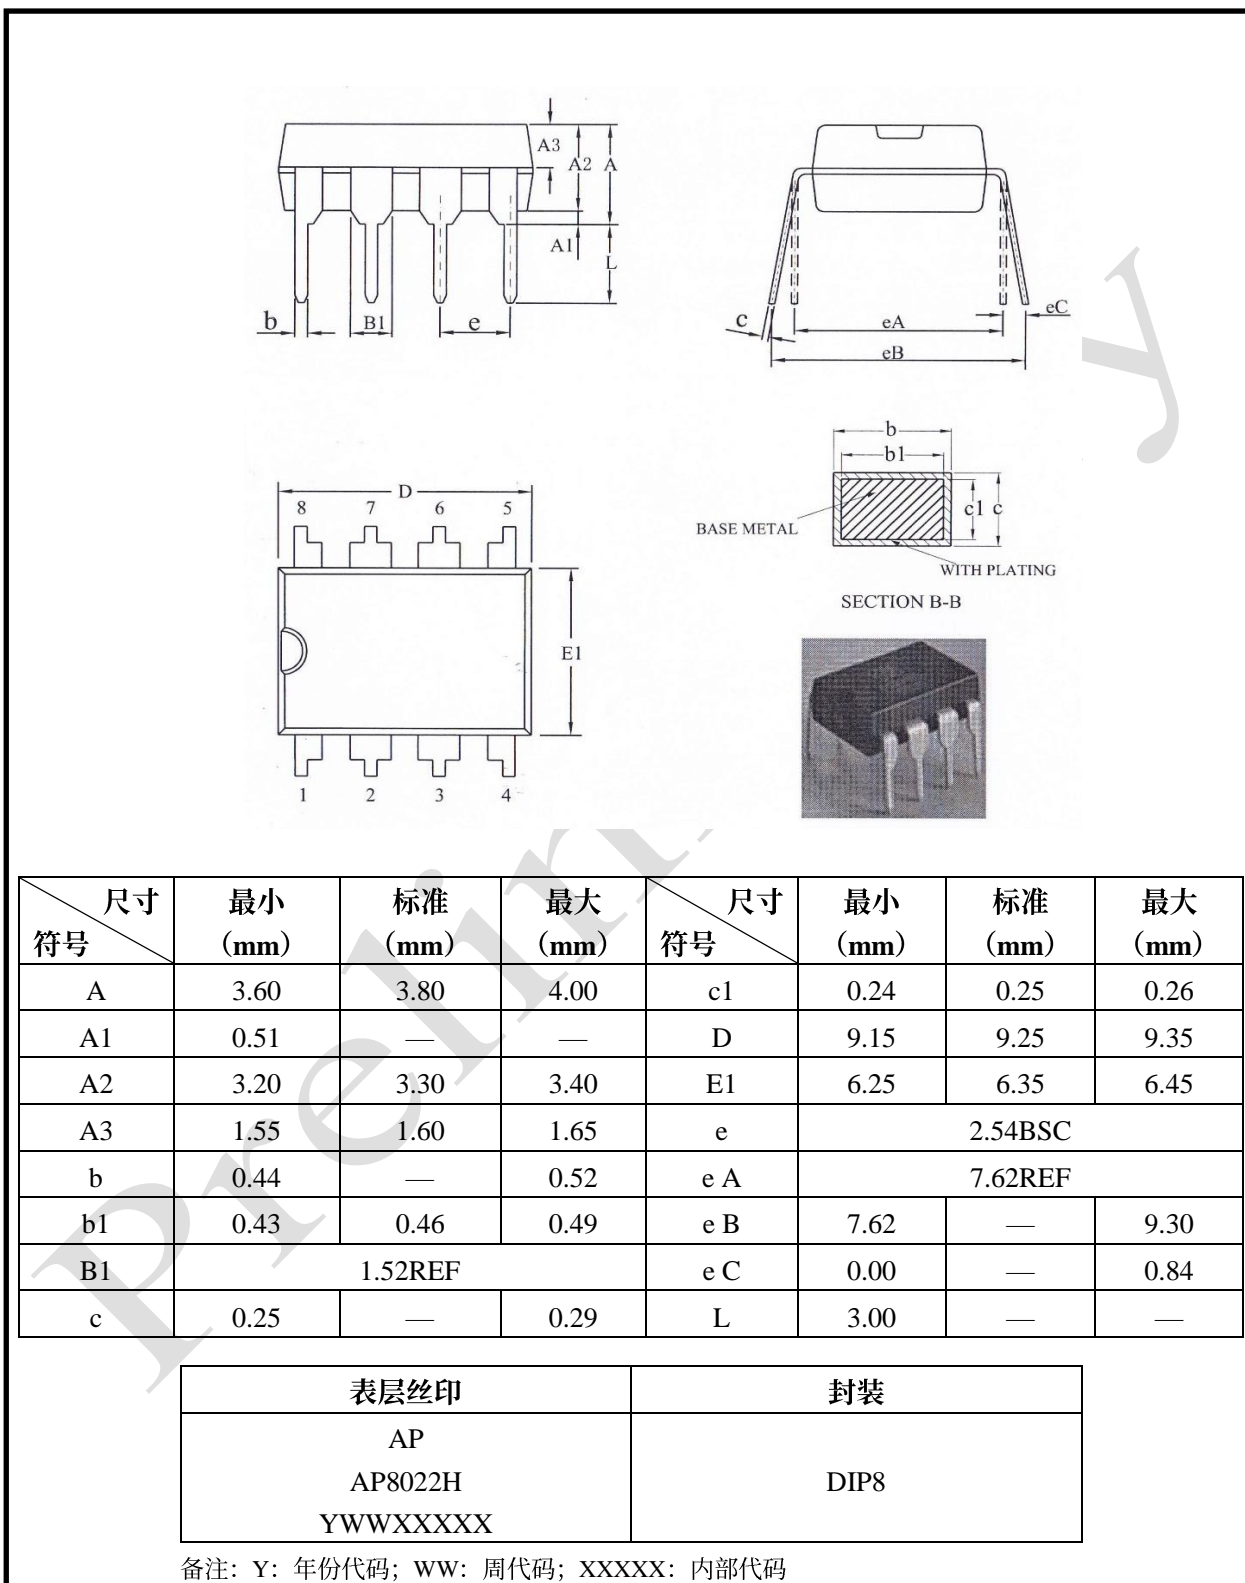 A3
A2
A
A1
L
b
B1
e
c
eA
eC
eB
b
b1
c1
c
BASE METAL
WITH PLATING
SECTION B-B
D
8 7 6 5
E1
1 2 3 4
尺寸 符号 最小（mm） 标准（mm） 最大（mm） 尺寸 符号 最小（mm） 标准（mm） 最大（mm）
A 3.60 3.80 4.00 c1 0.24 0.25 0.26
A1 0.51 — — D 9.15 9.25 9.35
A2 3.20 3.30 3.40 E1 6.25 6.35 6.45
A3 1.55 1.60 1.65 e 2.54BSC
b 0.44 — 0.52 e A 7.62REF
b1 0.43 0.46 0.49 e B 7.62 — 9.30
B1 1.52REF e C 0.00 — 0.84
c 0.25 — 0.29 L 3.00 — —
表层丝印 封装
AP
AP8022H DIP8
YWWXXXXX
备注：Y：年份代码；WW：周代码；XXXXX：内部代码